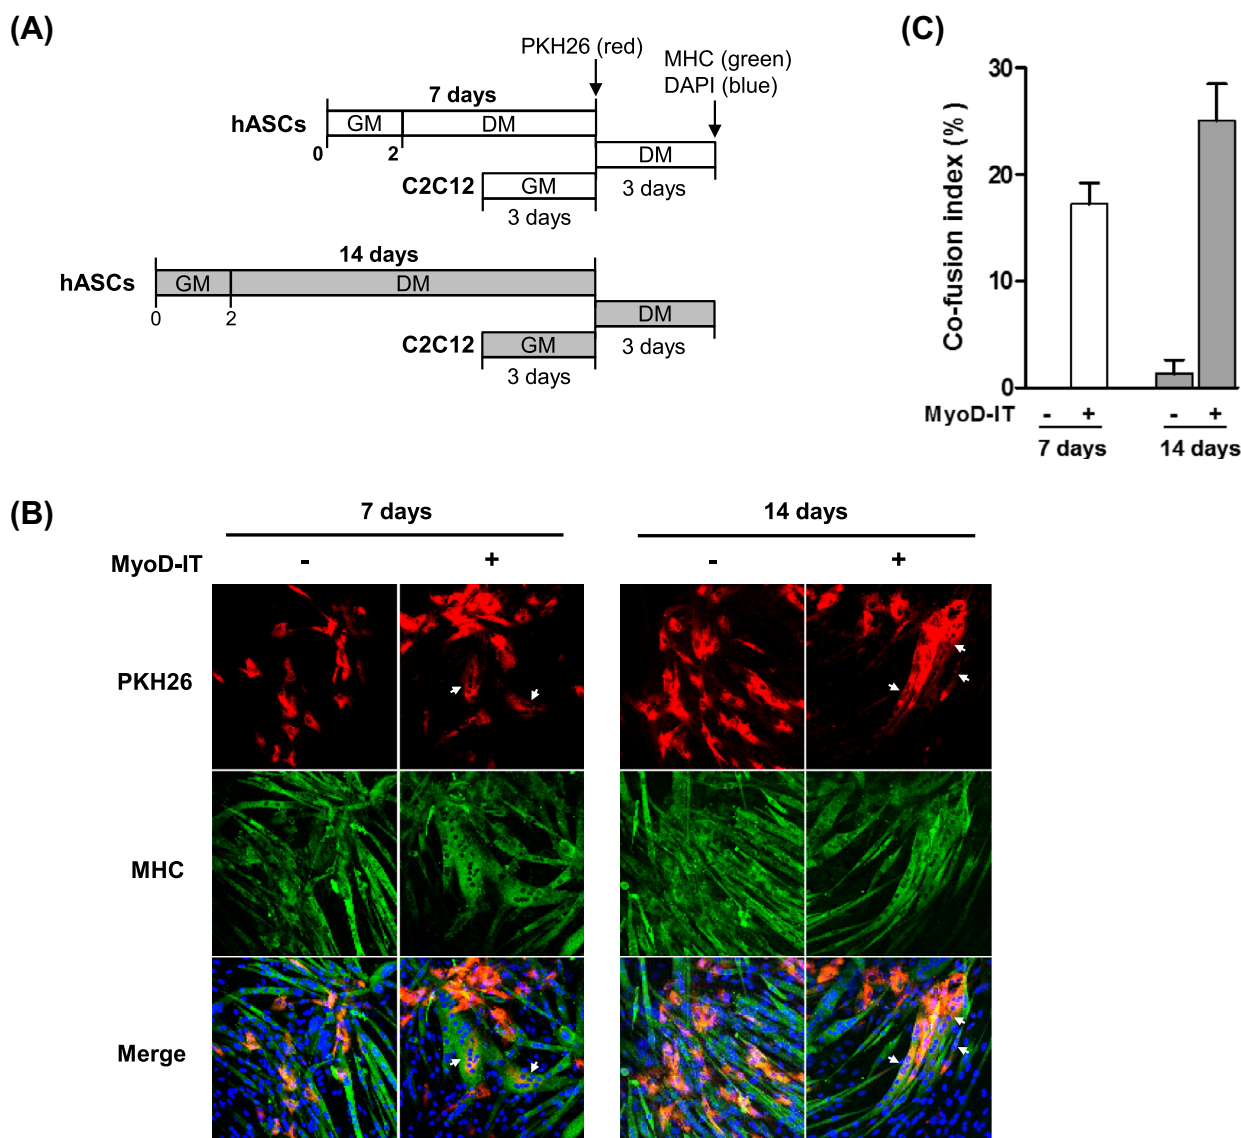 (A)
PKH26 (red)
MHC (green)
DAPI (blue)
7 days
hASCs
GM
DM
0
2
DM
C2C12
GM
3 days
3 days
14 days
hASCs
GM
DM
0
2
DM
C2C12
GM
3 days
3 days
(C)
Co-fusion index (%)
30
20
10
0
MyoD-IT - + - +
7 days 14 days
(B)
7 days 14 days
MyoD-IT - + - +
PKH26
MHC
Merge